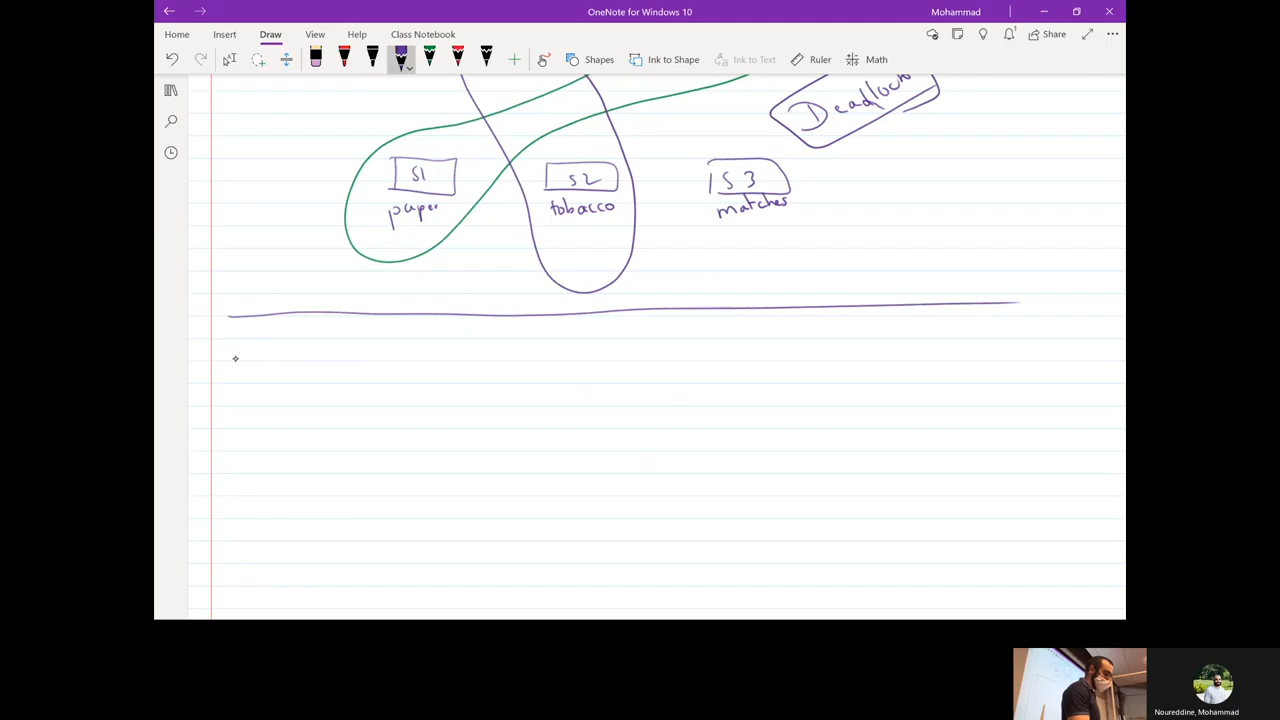 OneNote for Windows 10
Mohammad
Home Insert Draw View Help Class Notebook
Share
Shapes Ink to Shape Ink to Text Ruler Math
Deadlock
S1 S2 S3
paper tobacco matches
Noureddine, Mohammad